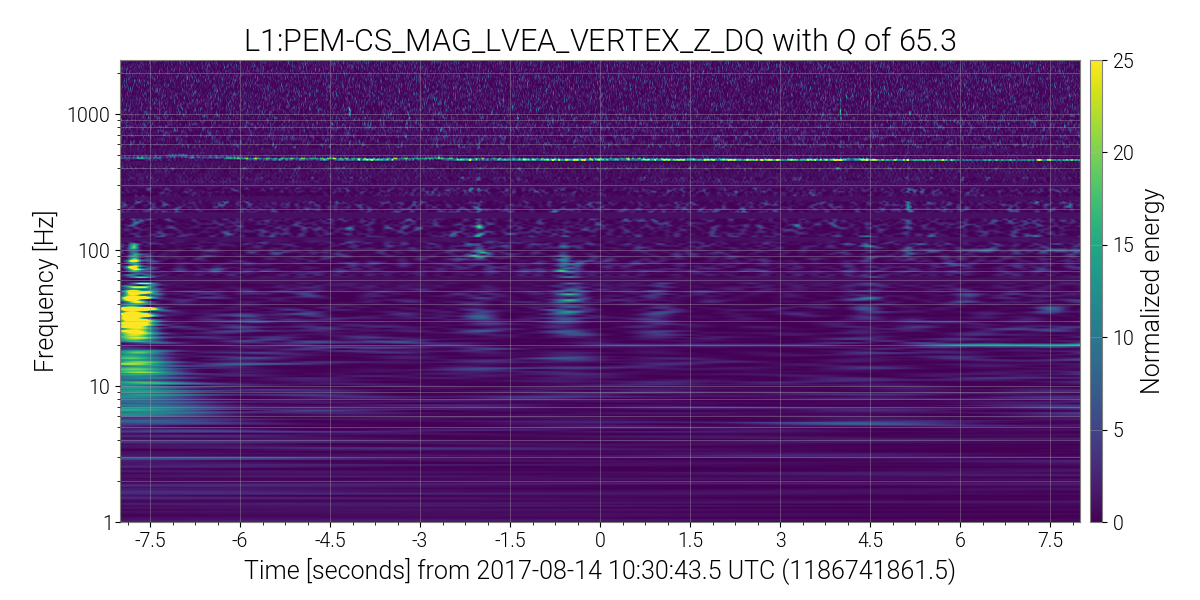 L1:PEM-CS_MAG_LVEA_VERTEX_Z_DQ with Q of 65.3
Frequency [Hz]
1000
100
10
1
-7.5 -6 -4.5 -3 -1.5 0 1.5 3 4.5 6 7.5
Time [seconds] from 2017-08-14 10:30:43.5 UTC (1186741861.5)
25
20
15
10
5
0
Normalized energy